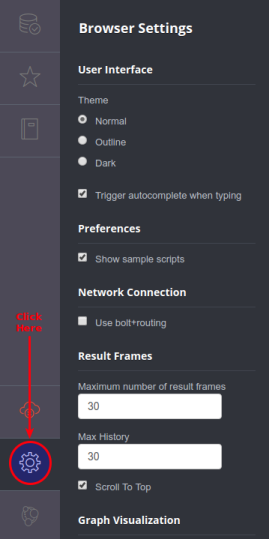 Browser Settings
User Interface
Theme
Normal
Outline
Dark
Trigger autocomplete when typing
Preferences
Show sample scripts
Network Connection
Use bolt+routing
Click
Here
Result Frames
Maximum number of result frames
30
Max History
30
Scroll To Top
Graph Visualization